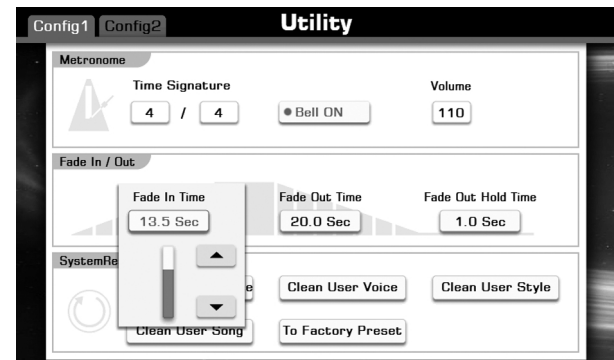 Config1 Config2 Utility
Metronome
Time Signature Volume
4 / 4 Bell ON 110
Fade In / Out
Fade In Time Fade Out Time Fade Out Hold Time
13.5 Sec 20.0 Sec 1.0 Sec
Clean User Voice Clean User Style
Clean User Song To Factory Preset